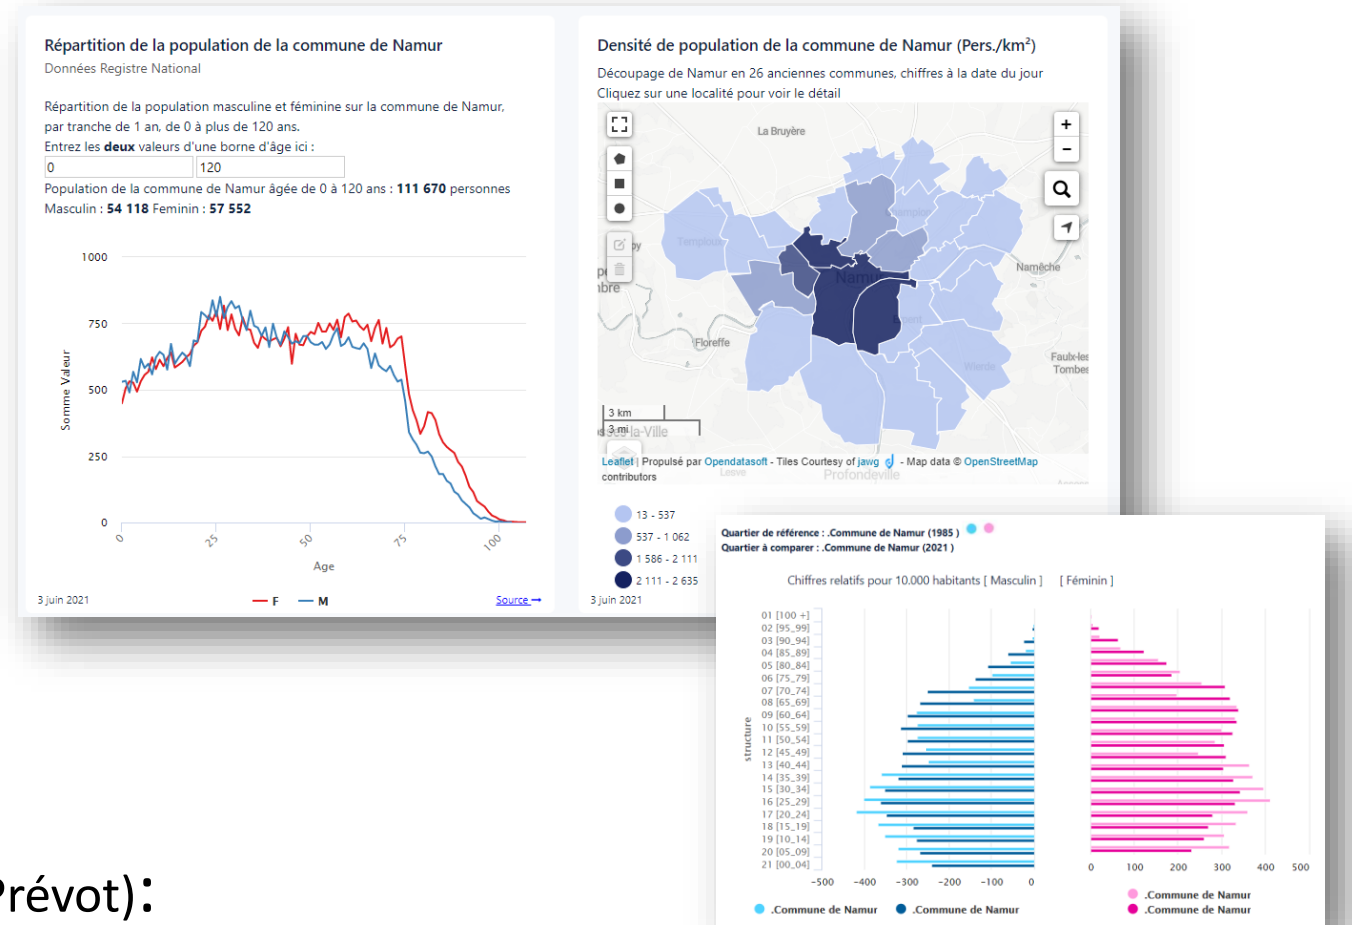 Répartition de la population de la commune de Namur
Données Registre National
Répartition de la population masculine et féminine sur la commune de Namur,
par tranche de 1 an, de 0 à plus de 120 ans.
Entrez les deux valeurs d'une borne d'âge ici :
0 120
Population de la commune de Namur âgée de 0 à 120 ans : 111 670 personnes
Masculin : 54 118 Feminin : 57 552
1000
750
500
250
0
Somme Valeur
0 25 50 75 100
Age
3 juin 2021
F M
Source
Densité de population de la commune de Namur (Pers./km²)
Découpage de Namur en 26 anciennes communes, chiffres à la date du jour
Cliquez sur une localité pour voir le détail
La Bruyère
+
−
Namur
Namêche
Floreffe
Faulx-les
Tombes
3 km
3 mi
la-Ville
Leaflet | Propulsé par Opendatasoft - Tiles Courtesy of jawg - Map data © OpenStreetMap
contributors
Lesve
Profondeville
13 - 537
537 - 1 062
1 586 - 2 111
2 111 - 2 635
3 juin 2021
Quartier de référence : .Commune de Namur (1985 )
Quartier à comparer : .Commune de Namur (2021 )
Chiffres relatifs pour 10.000 habitants [ Masculin ] [ Féminin ]
structure
01 [100 +]
02 [95_99]
03 [90_94]
04 [85_89]
05 [80_84]
06 [75_79]
07 [70_74]
08 [65_69]
09 [60_64]
10 [55_59]
11 [50_54]
12 [45_49]
13 [40_44]
14 [35_39]
15 [30_34]
16 [25_29]
17 [20_24]
18 [15_19]
19 [10_14]
20 [05_09]
21 [00_04]
-500 -400 -300 -200 -100 0
0 100 200 300 400 500
.Commune de Namur .Commune de Namur
.Commune de Namur
.Commune de Namur
Prévot):